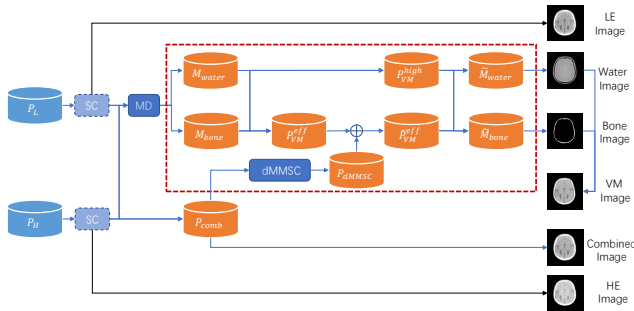 LE
Image
M_water
P_VM^high
M̃_water
Water
Image
P_L
SC
MD
M_bone
P_VM^eff
P̃_VM^eff
M̃_bone
Bone
Image
dMMSC
P_dMMSC
VM
Image
P_H
SC
P_comb
Combined
Image
HE
Image